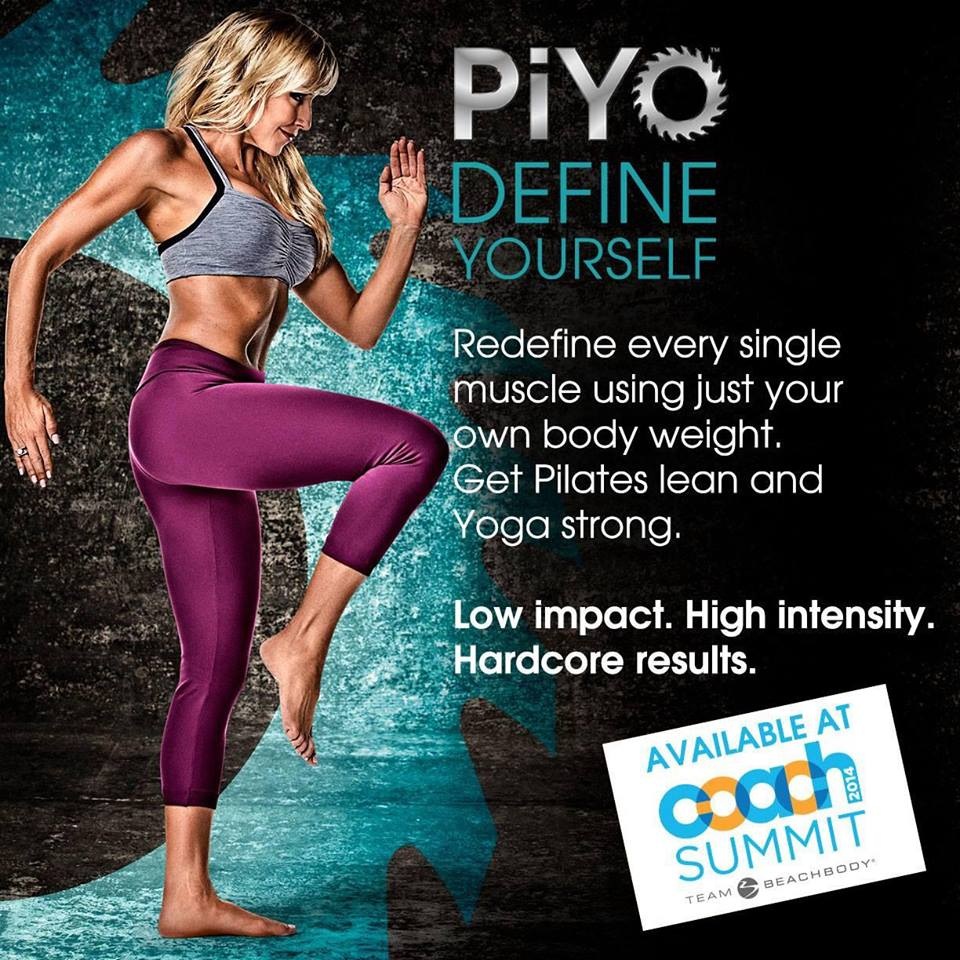 PiYO™
DEFINE
YOURSELF
Redefine every single
muscle using just your
own body weight.
Get Pilates lean and
Yoga strong.
Low impact. High intensity.
Hardcore results.
AVAILABLE AT
coach 2014
SUMMIT
TEAM BEACHBODY®